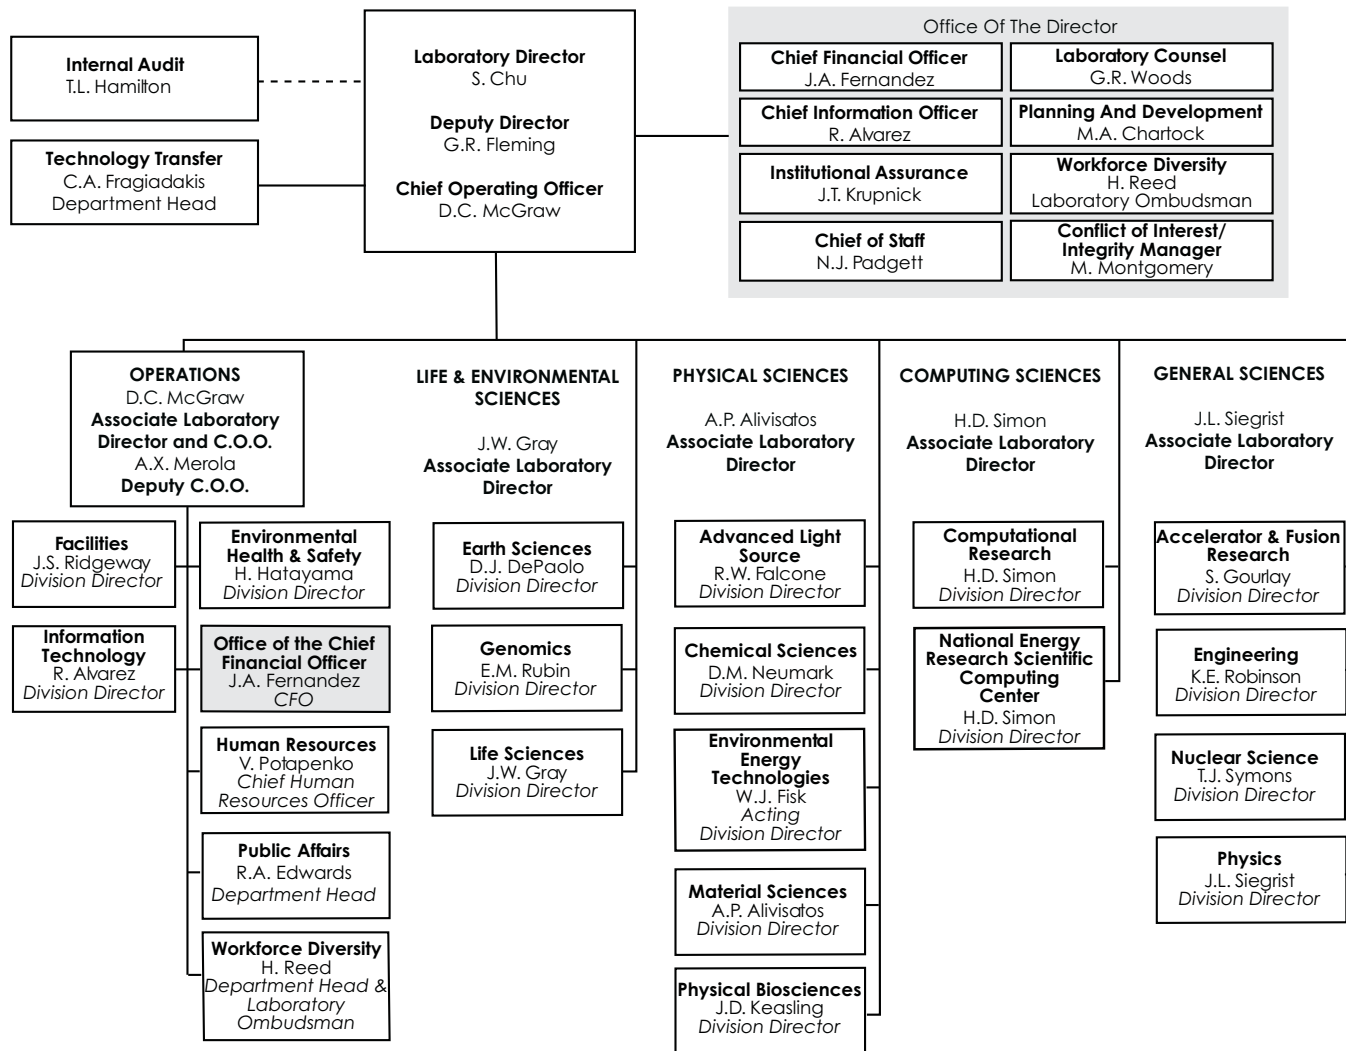 Internal Audit
T.L. Hamilton
Technology Transfer
C.A. Fragiadakis
Department Head
Laboratory Director
S. Chu
Deputy Director
G.R. Fleming
Chief Operating Officer
D.C. McGraw
Office Of The Director
Chief Financial Officer
J.A. Fernandez
Laboratory Counsel
G.R. Woods
Chief Information Officer
R. Alvarez
Planning And Development
M.A. Chartock
Institutional Assurance
J.T. Krupnick
Workforce Diversity
H. Reed
Laboratory Ombudsman
Chief of Staff
N.J. Padgett
Conflict of Interest/
Integrity Manager
M. Montgomery
OPERATIONS
D.C. McGraw
Associate Laboratory
Director and C.O.O.
A.X. Merola
Deputy C.O.O.
Facilities
J.S. Ridgeway
Division Director
Environmental
Health & Safety
H. Hatayama
Division Director
Information
Technology
R. Alvarez
Division Director
Office of the Chief
Financial Officer
J.A. Fernandez
CFO
Human Resources
V. Potapenko
Chief Human
Resources Officer
Public Affairs
R.A. Edwards
Department Head
Workforce Diversity
H. Reed
Department Head &
Laboratory
Ombudsman
LIFE & ENVIRONMENTAL
SCIENCES
J.W. Gray
Associate Laboratory
Director
Earth Sciences
D.J. DePaolo
Division Director
Genomics
E.M. Rubin
Division Director
Life Sciences
J.W. Gray
Division Director
PHYSICAL SCIENCES
A.P. Alivisatos
Associate Laboratory
Director
Advanced Light
Source
R.W. Falcone
Division Director
Chemical Sciences
D.M. Neumark
Division Director
Environmental
Energy
Technologies
W.J. Fisk
Acting
Division Director
Material Sciences
A.P. Alivisatos
Division Director
Physical Biosciences
J.D. Keasling
Division Director
COMPUTING SCIENCES
H.D. Simon
Associate Laboratory
Director
Computational
Research
H.D. Simon
Division Director
National Energy
Research Scientific
Computing
Center
H.D. Simon
Division Director
GENERAL SCIENCES
J.L. Siegrist
Associate Laboratory
Director
Accelerator & Fusion
Research
S. Gourlay
Division Director
Engineering
K.E. Robinson
Division Director
Nuclear Science
T.J. Symons
Division Director
Physics
J.L. Siegrist
Division Director